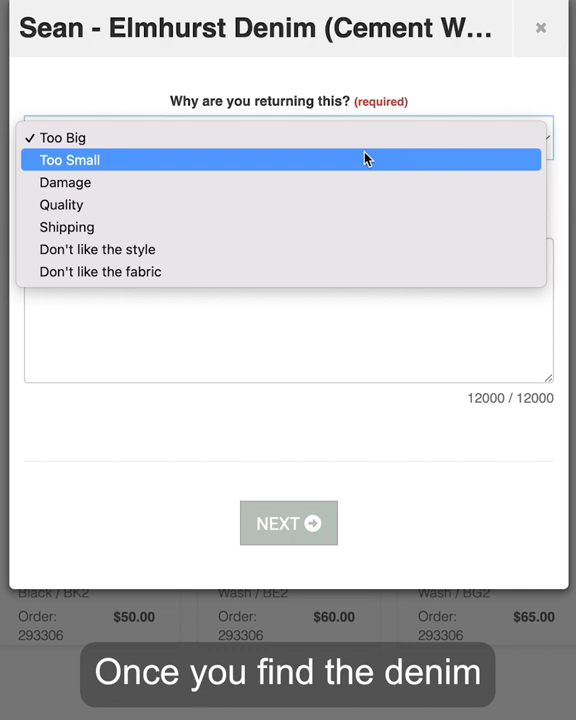 Sean - Elmhurst Denim (Cement W...
Why are you returning this? (required)
✓ Too Big
Too Small
Damage
Quality
Shipping
Don't like the style
Don't like the fabric
12000 / 12000
NEXT
Black / BK2
Wash / BE2
Wash / BG2
Order: $50.00
293306
Order: $60.00
293306
Order: $65.00
293306
Once you find the denim